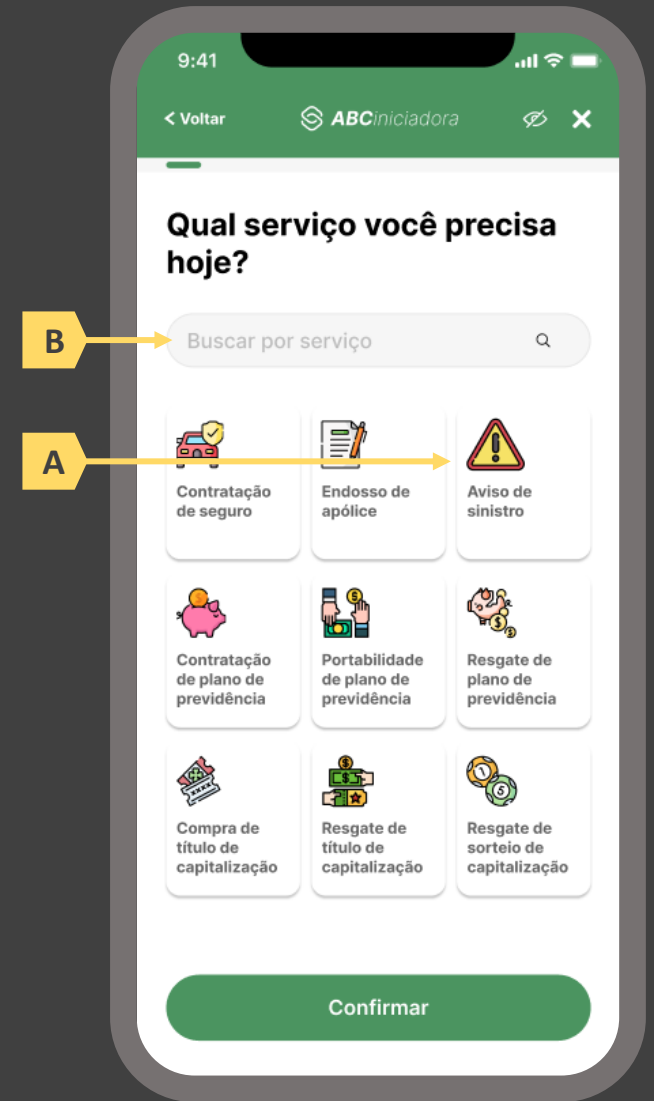 9:41
< Voltar
ABCiniciadora
Qual serviço você precisa
hoje?
B
Buscar por serviço
A
Contratação
de seguro
Endosso de
apólice
Aviso de
sinistro
Contratação
de plano de
previdência
Portabilidade
de plano de
previdência
Resgate de
plano de
previdência
Compra de
título de
capitalização
Resgate de
título de
capitalização
1
5
Resgate de
sorteio de
capitalização
Confirmar